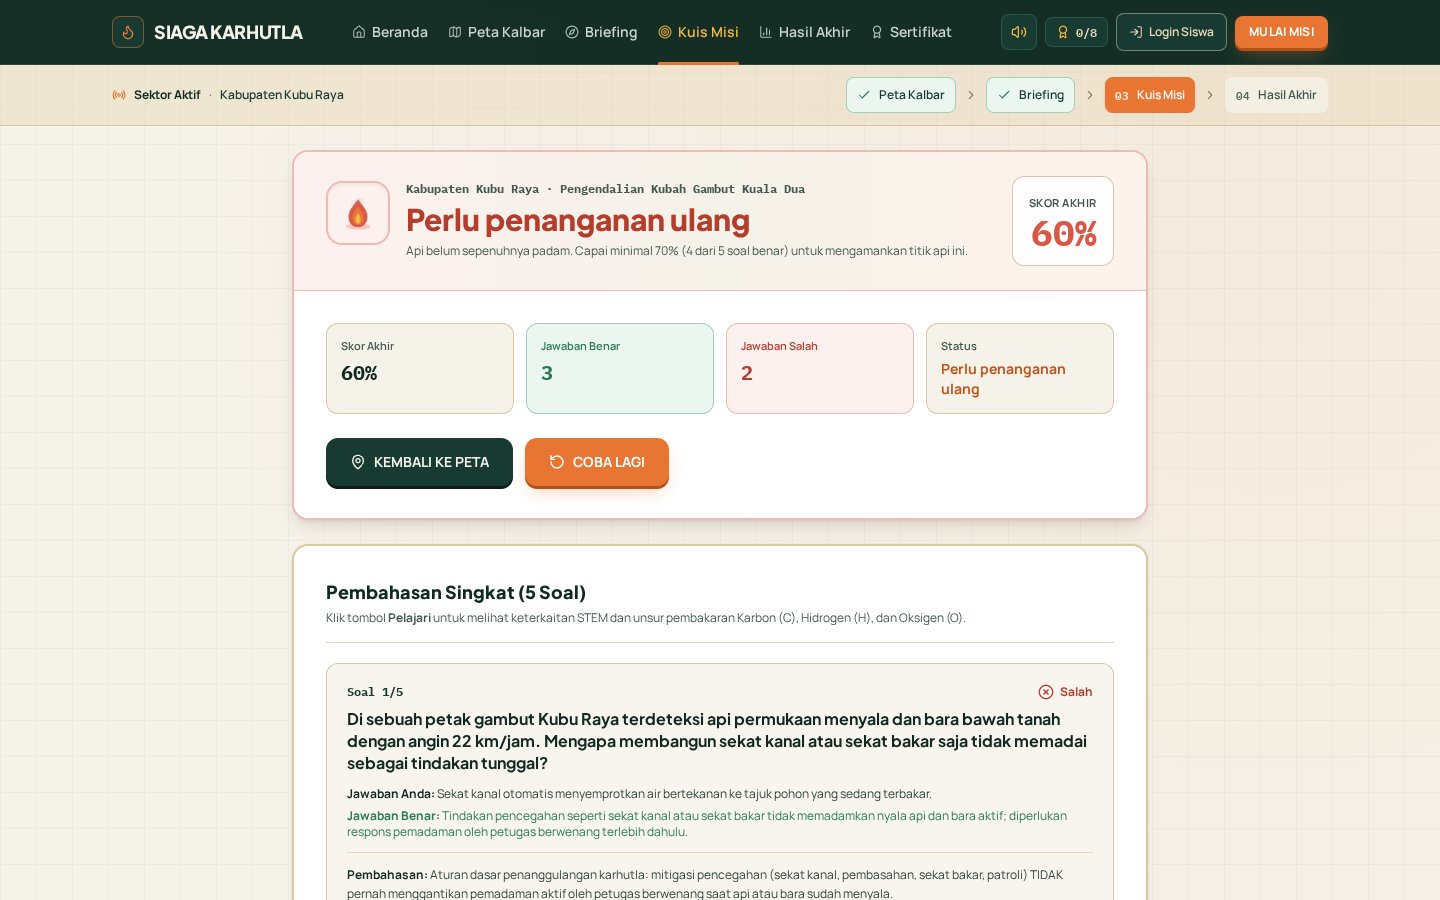 SIAGA KARHUTLA
Beranda
Peta Kalbar
Briefing
Kuis Misi
Hasil Akhir
Sertifikat
0/8
Login Siswa
MULAI MISI
Sektor Aktif · Kabupaten Kubu Raya
Peta Kalbar
Briefing
03 Kuis Misi
04 Hasil Akhir
Kabupaten Kubu Raya · Pengendalian Kubah Gambut Kuala Dua
Perlu penanganan ulang
Api belum sepenuhnya padam. Capai minimal 70% (4 dari 5 soal benar) untuk mengamankan titik api ini.
SKOR AKHIR
60%
Skor Akhir
60%
Jawaban Benar
3
Jawaban Salah
2
Status
Perlu penanganan
ulang
KEMBALI KE PETA
COBA LAGI
Pembahasan Singkat (5 Soal)
Klik tombol Pelajari untuk melihat keterkaitan STEM dan unsur pembakaran Karbon (C), Hidrogen (H), dan Oksigen (O).
Soal 1/5
Salah
Di sebuah petak gambut Kubu Raya terdeteksi api permukaan menyala dan bara bawah tanah
dengan angin 22 km/jam. Mengapa membangun sekat kanal atau sekat bakar saja tidak memadai
sebagai tindakan tunggal?
Jawaban Anda: Sekat kanal otomatis menyemprotkan air bertekanan ke tajuk pohon yang sedang terbakar.
Jawaban Benar: Tindakan pencegahan seperti sekat kanal atau sekat bakar tidak memadamkan nyala api dan bara aktif; diperlukan
respons pemadaman oleh petugas berwenang terlebih dahulu.
Pembahasan: Aturan dasar penanggulangan karhutla: mitigasi pencegahan (sekat kanal, pembasahan, sekat bakar, patroli) TIDAK
pernah menggantikan pemadaman aktif oleh petugas berwenang saat api atau bara sudah menyala.